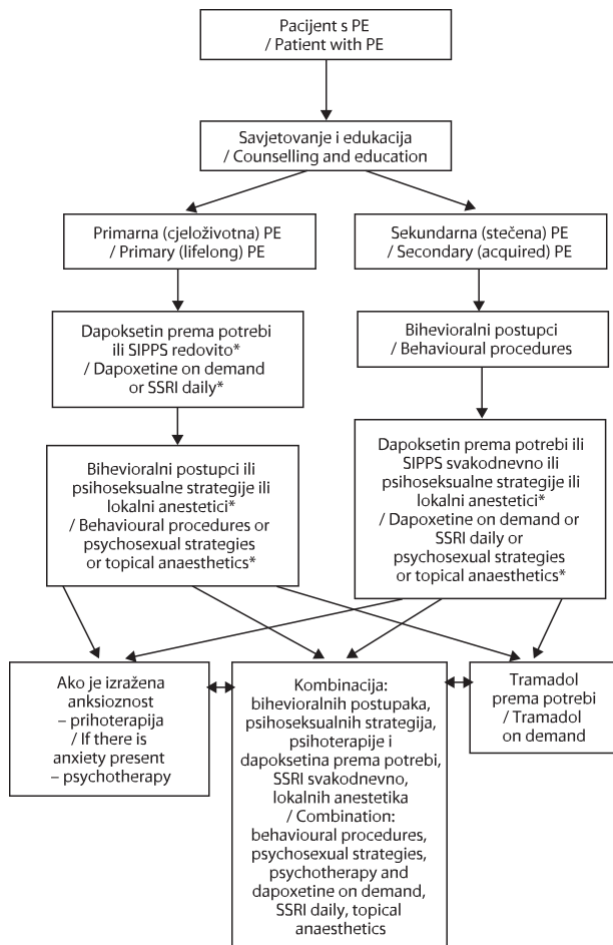 Pacijent s PE
/ Patient with PE
Savjetovanje i edukacija
/ Counselling and education
Primarna (cjeloživotna) PE
/ Primary (lifelong) PE
Sekundarna (stečena) PE
/ Secondary (acquired) PE
Dapoksetin prema potrebi
ili SIPPS redovito*
/ Dapoxetine on demand
or SSRI daily*
Bihevioralni postupci
/ Behavioural procedures
Bihevioralni postupci ili
psihoseksualne strategije ili
lokalni anestetici*
/ Behavioural procedures or
psychosexual strategies
or topical anaesthetics*
Dapoksetin prema potrebi ili
SIPPS svakodnevno ili
psihoseksualne strategije ili
lokalni anestetici*
/ Dapoxetine on demand or
SSRI daily or
psychosexual strategies
or topical anaesthetics*
Ako je izražena
anksioznost
– prihoterapija
/ If there is
anxiety present
– psychotherapy
Kombinacija:
bihevioralnih postupaka,
psihoseksualnih strategija,
psihoterapije i
dapoksetina prema potrebi,
SSRI svakodnevno,
lokalnih anestetika
/ Combination:
behavioural procedures,
psychosexual strategies,
psychotherapy and
dapoxetine on demand,
SSRI daily, topical
anaesthetics
Tramadol
prema potrebi
/ Tramadol
on demand